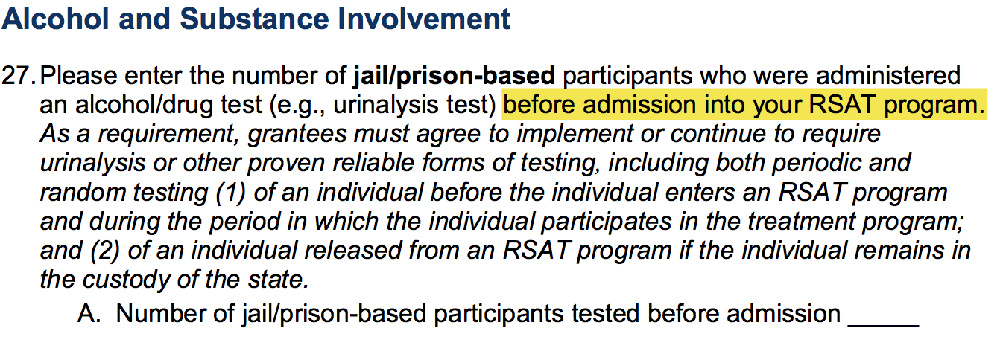 Alcohol and Substance Involvement
27. Please enter the number of jail/prison-based participants who were administered
an alcohol/drug test (e.g., urinalysis test) before admission into your RSAT program.
As a requirement, grantees must agree to implement or continue to require
urinalysis or other proven reliable forms of testing, including both periodic and
random testing (1) of an individual before the individual enters an RSAT program
and during the period in which the individual participates in the treatment program;
and (2) of an individual released from an RSAT program if the individual remains in
the custody of the state.
A. Number of jail/prison-based participants tested before admission _____